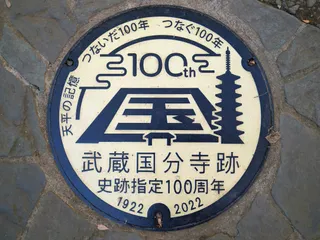 天平の記憶 つないだ100年 つなぐ100年
100th
国
武蔵国分寺跡
史跡指定100周年
1922 2022